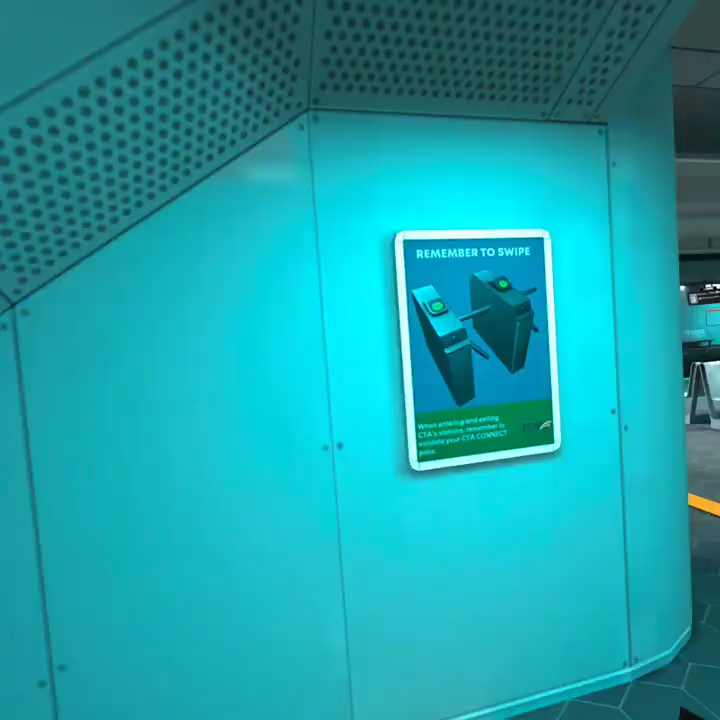 REMEMBER TO SWIPE
When entering and exiting
CTA's stations, remember to
validate your CTA CONNECT
pass.